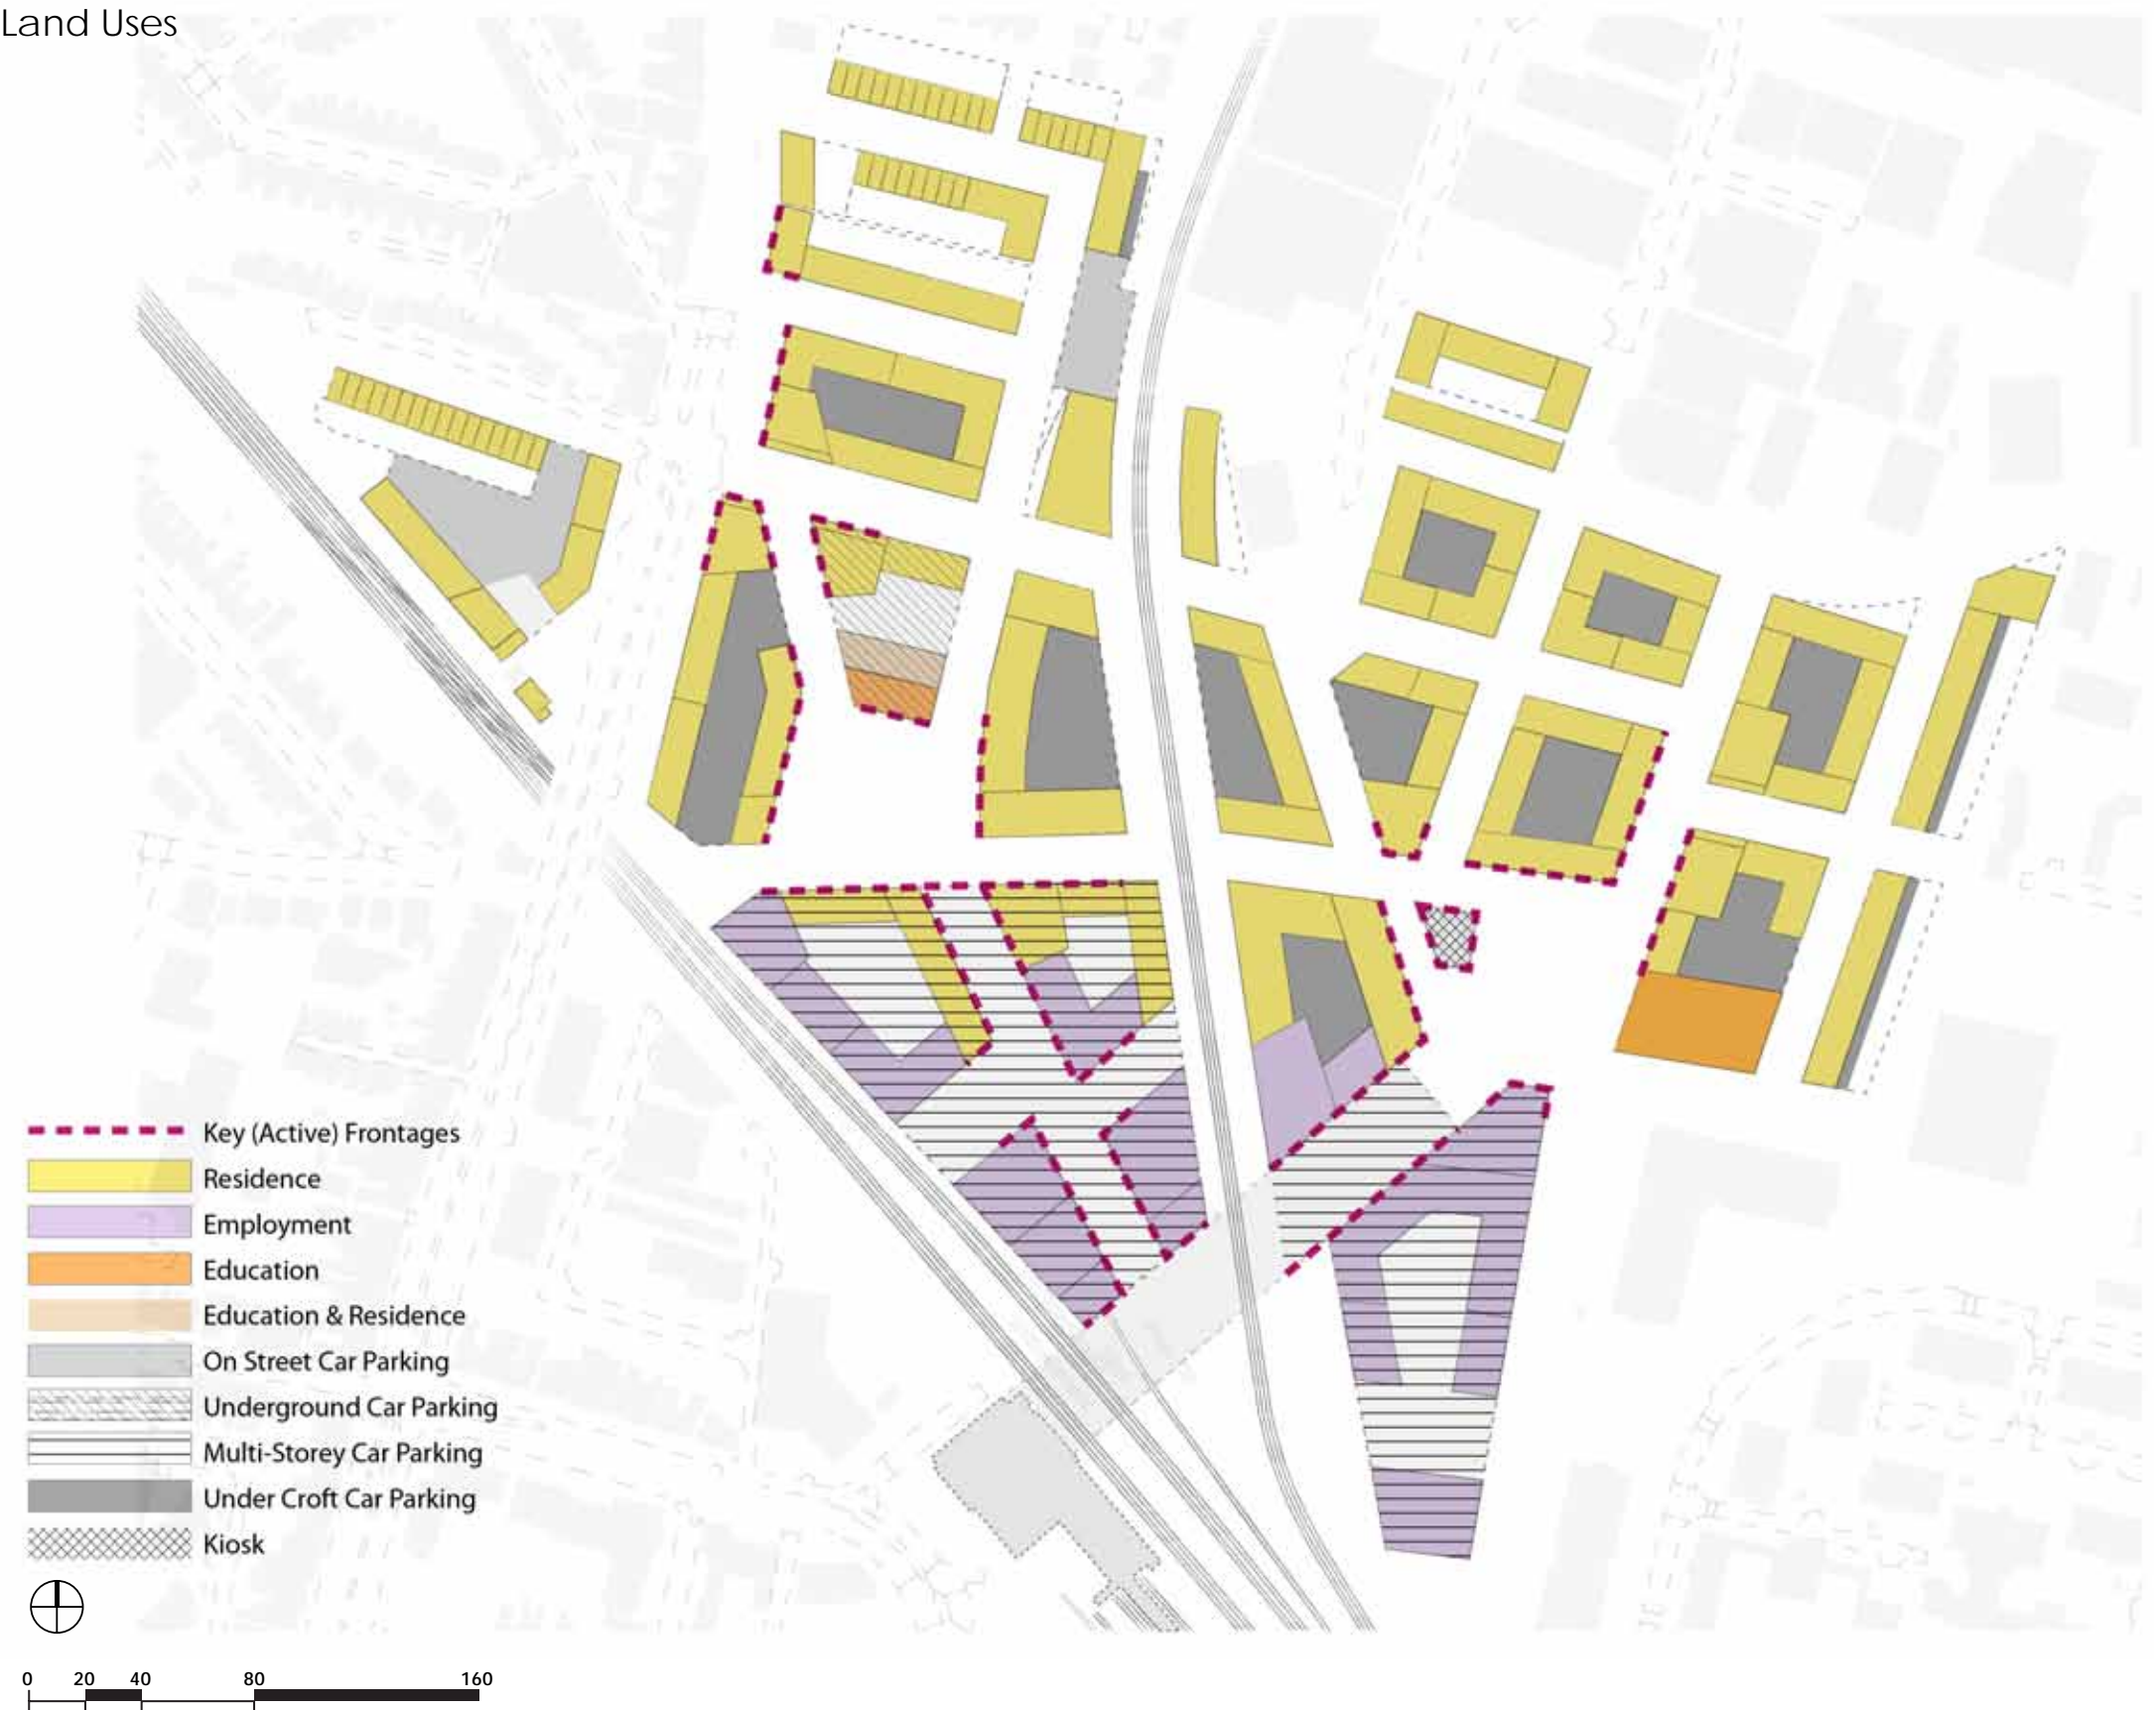 Land Uses
Key (Active) Frontages
Residence
Employment
Education
Education & Residence
On Street Car Parking
Underground Car Parking
Multi-Storey Car Parking
Under Croft Car Parking
Kiosk
0 20 40 80 160